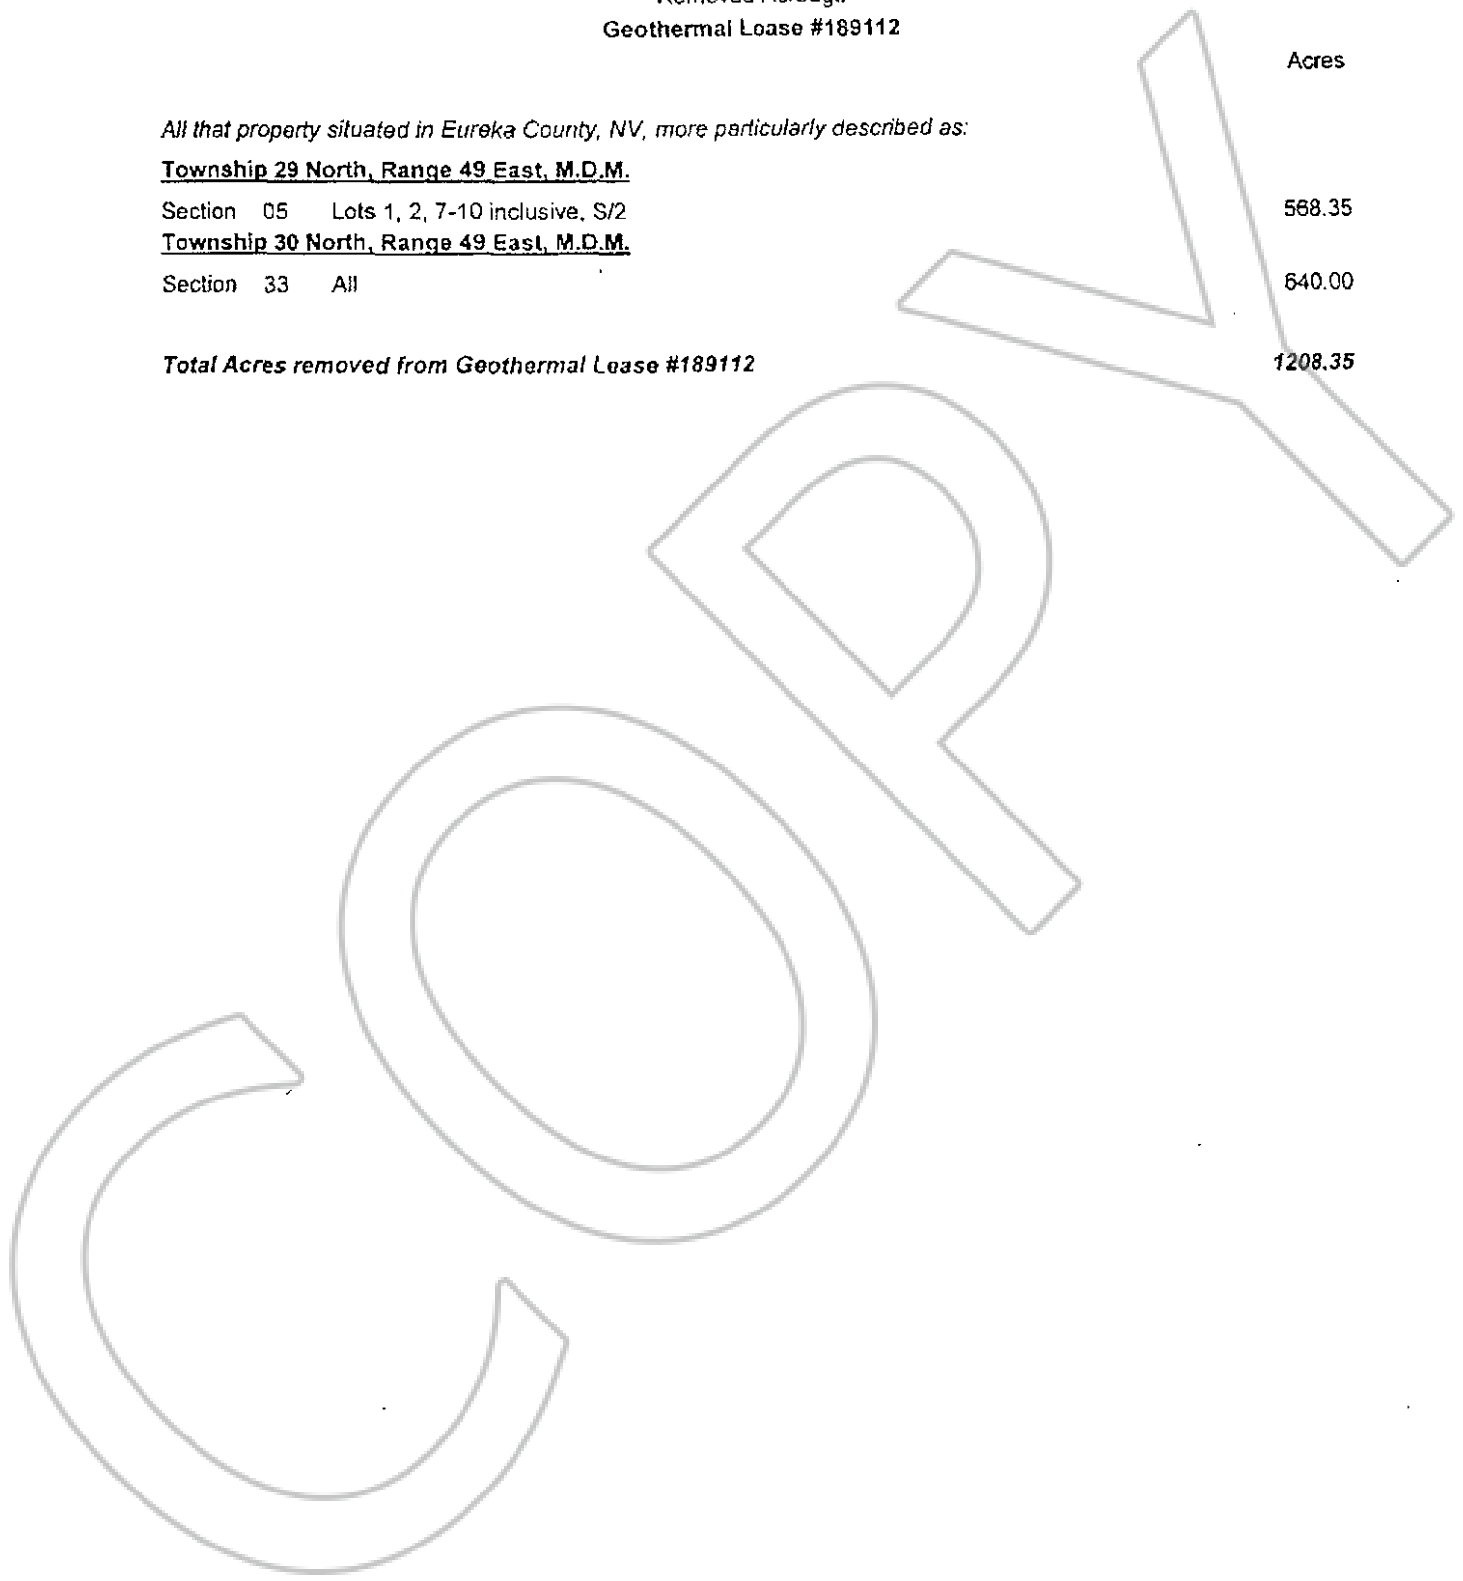 Geothermal Lease #189112
Acres
All that property situated in Eureka County, NV, more particularly described as:
Township 29 North, Range 49 East, M.D.M.
Section 05 Lots 1, 2, 7-10 inclusive, S/2 568.35
Township 30 North, Range 49 East, M.D.M.
Section 33 All 640.00
Total Acres removed from Geothermal Lease #189112 1208.35
COPY